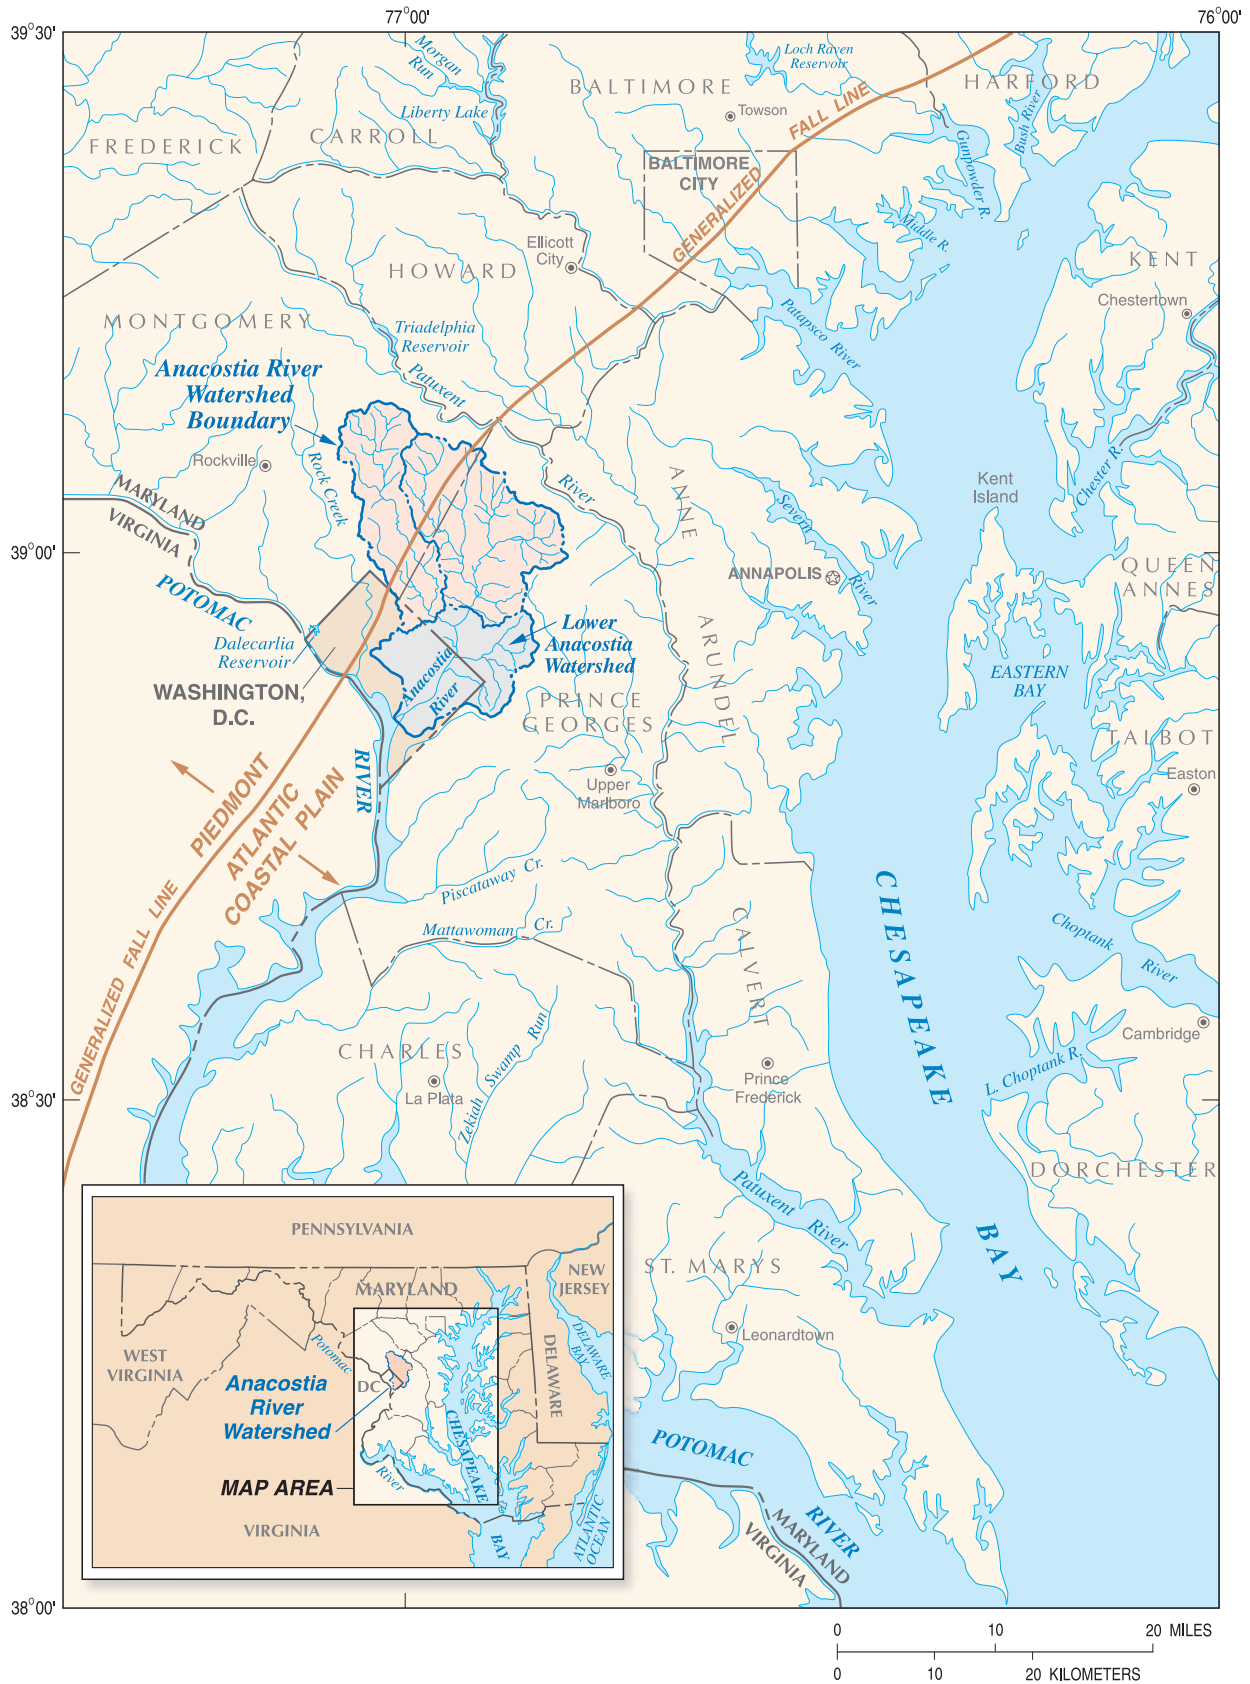 77°00'
76°00'
39°30'
39°00'
38°30'
38°00'
Morgan
Run
Liberty Lake
Loch Raven
Reservoir
BALTIMORE
Towson
HARFORD
Bush River
Gunpowder R.
FALL LINE
GENERALIZED
FREDERICK
CARROLL
BALTIMORE
CITY
Middle R.
Ellicott
City
HOWARD
KENT
Chestertown
MONTGOMERY
Triadelphia
Reservoir
Patapsco River
Anacostia River
Watershed
Boundary
Patuxent
River
Rockville
Rock Creek
MARYLAND
VIRGINIA
ANNE
ARUNDEL
Severn
River
Kent
Island
Chester R.
ANNAPOLIS
QUEEN
ANNES
POTOMAC
RIVER
Dalecarlia
Reservoir
WASHINGTON,
D.C.
Anacostia
River
Lower
Anacostia
Watershed
PRINCE
GEORGES
EASTERN
BAY
TALBOT
Easton
Upper
Marlboro
PIEDMONT
ATLANTIC
COASTAL PLAIN
GENERALIZED FALL LINE
Piscataway Cr.
Mattawoman Cr.
CALVERT
CHESAPEAKE
BAY
Choptank
River
Cambridge
L. Choptank R.
CHARLES
La Plata
Zekiah Swamp Run
Prince
Frederick
DORCHESTER
Patuxent
River
ST. MARYS
Leonardtown
POTOMAC
RIVER
MARYLAND
VIRGINIA
PENNSYLVANIA
NEW
JERSEY
MARYLAND
WEST
VIRGINIA
Potomac
DC
DELAWARE
DELAWARE
BAY
Anacostia
River
Watershed
CHESAPEAKE
BAY
MAP AREA
River
VIRGINIA
ATLANTIC
OCEAN
0 10 20 MILES
0 10 20 KILOMETERS